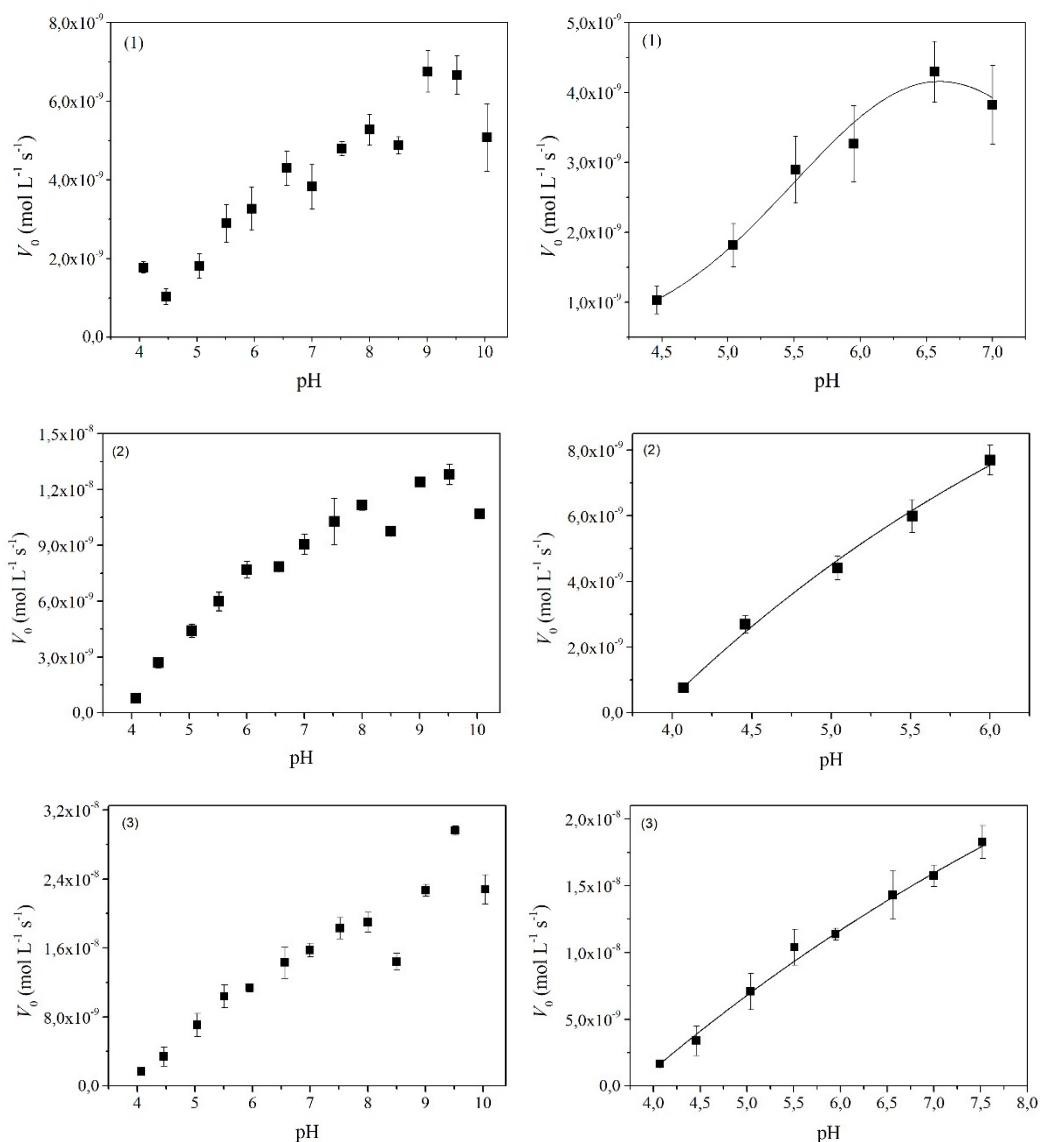 (1)
8,0x10⁻⁹
6,0x10⁻⁹
4,0x10⁻⁹
2,0x10⁻⁹
0,0
V₀ (mol L⁻¹ s⁻¹)
4 5 6 7 8 9 10
pH
(1)
5,0x10⁻⁹
4,0x10⁻⁹
3,0x10⁻⁹
2,0x10⁻⁹
1,0x10⁻⁹
V₀ (mol L⁻¹ s⁻¹)
4,5 5,0 5,5 6,0 6,5 7,0
pH
(2)
1,5x10⁻⁸
1,2x10⁻⁸
9,0x10⁻⁹
6,0x10⁻⁹
3,0x10⁻⁹
0,0
V₀ (mol L⁻¹ s⁻¹)
4 5 6 7 8 9 10
pH
(2)
8,0x10⁻⁹
6,0x10⁻⁹
4,0x10⁻⁹
2,0x10⁻⁹
0,0
V₀ (mol L⁻¹ s⁻¹)
4,0 4,5 5,0 5,5 6,0
pH
(3)
3,2x10⁻⁸
2,4x10⁻⁸
1,6x10⁻⁸
8,0x10⁻⁹
0,0
V₀ (mol L⁻¹ s⁻¹)
4 5 6 7 8 9 10
pH
(3)
2,0x10⁻⁸
1,5x10⁻⁸
1,0x10⁻⁸
5,0x10⁻⁹
0,0
V₀ (mol L⁻¹ s⁻¹)
4,0 4,5 5,0 5,5 6,0 6,5 7,0 7,5 8,0
pH